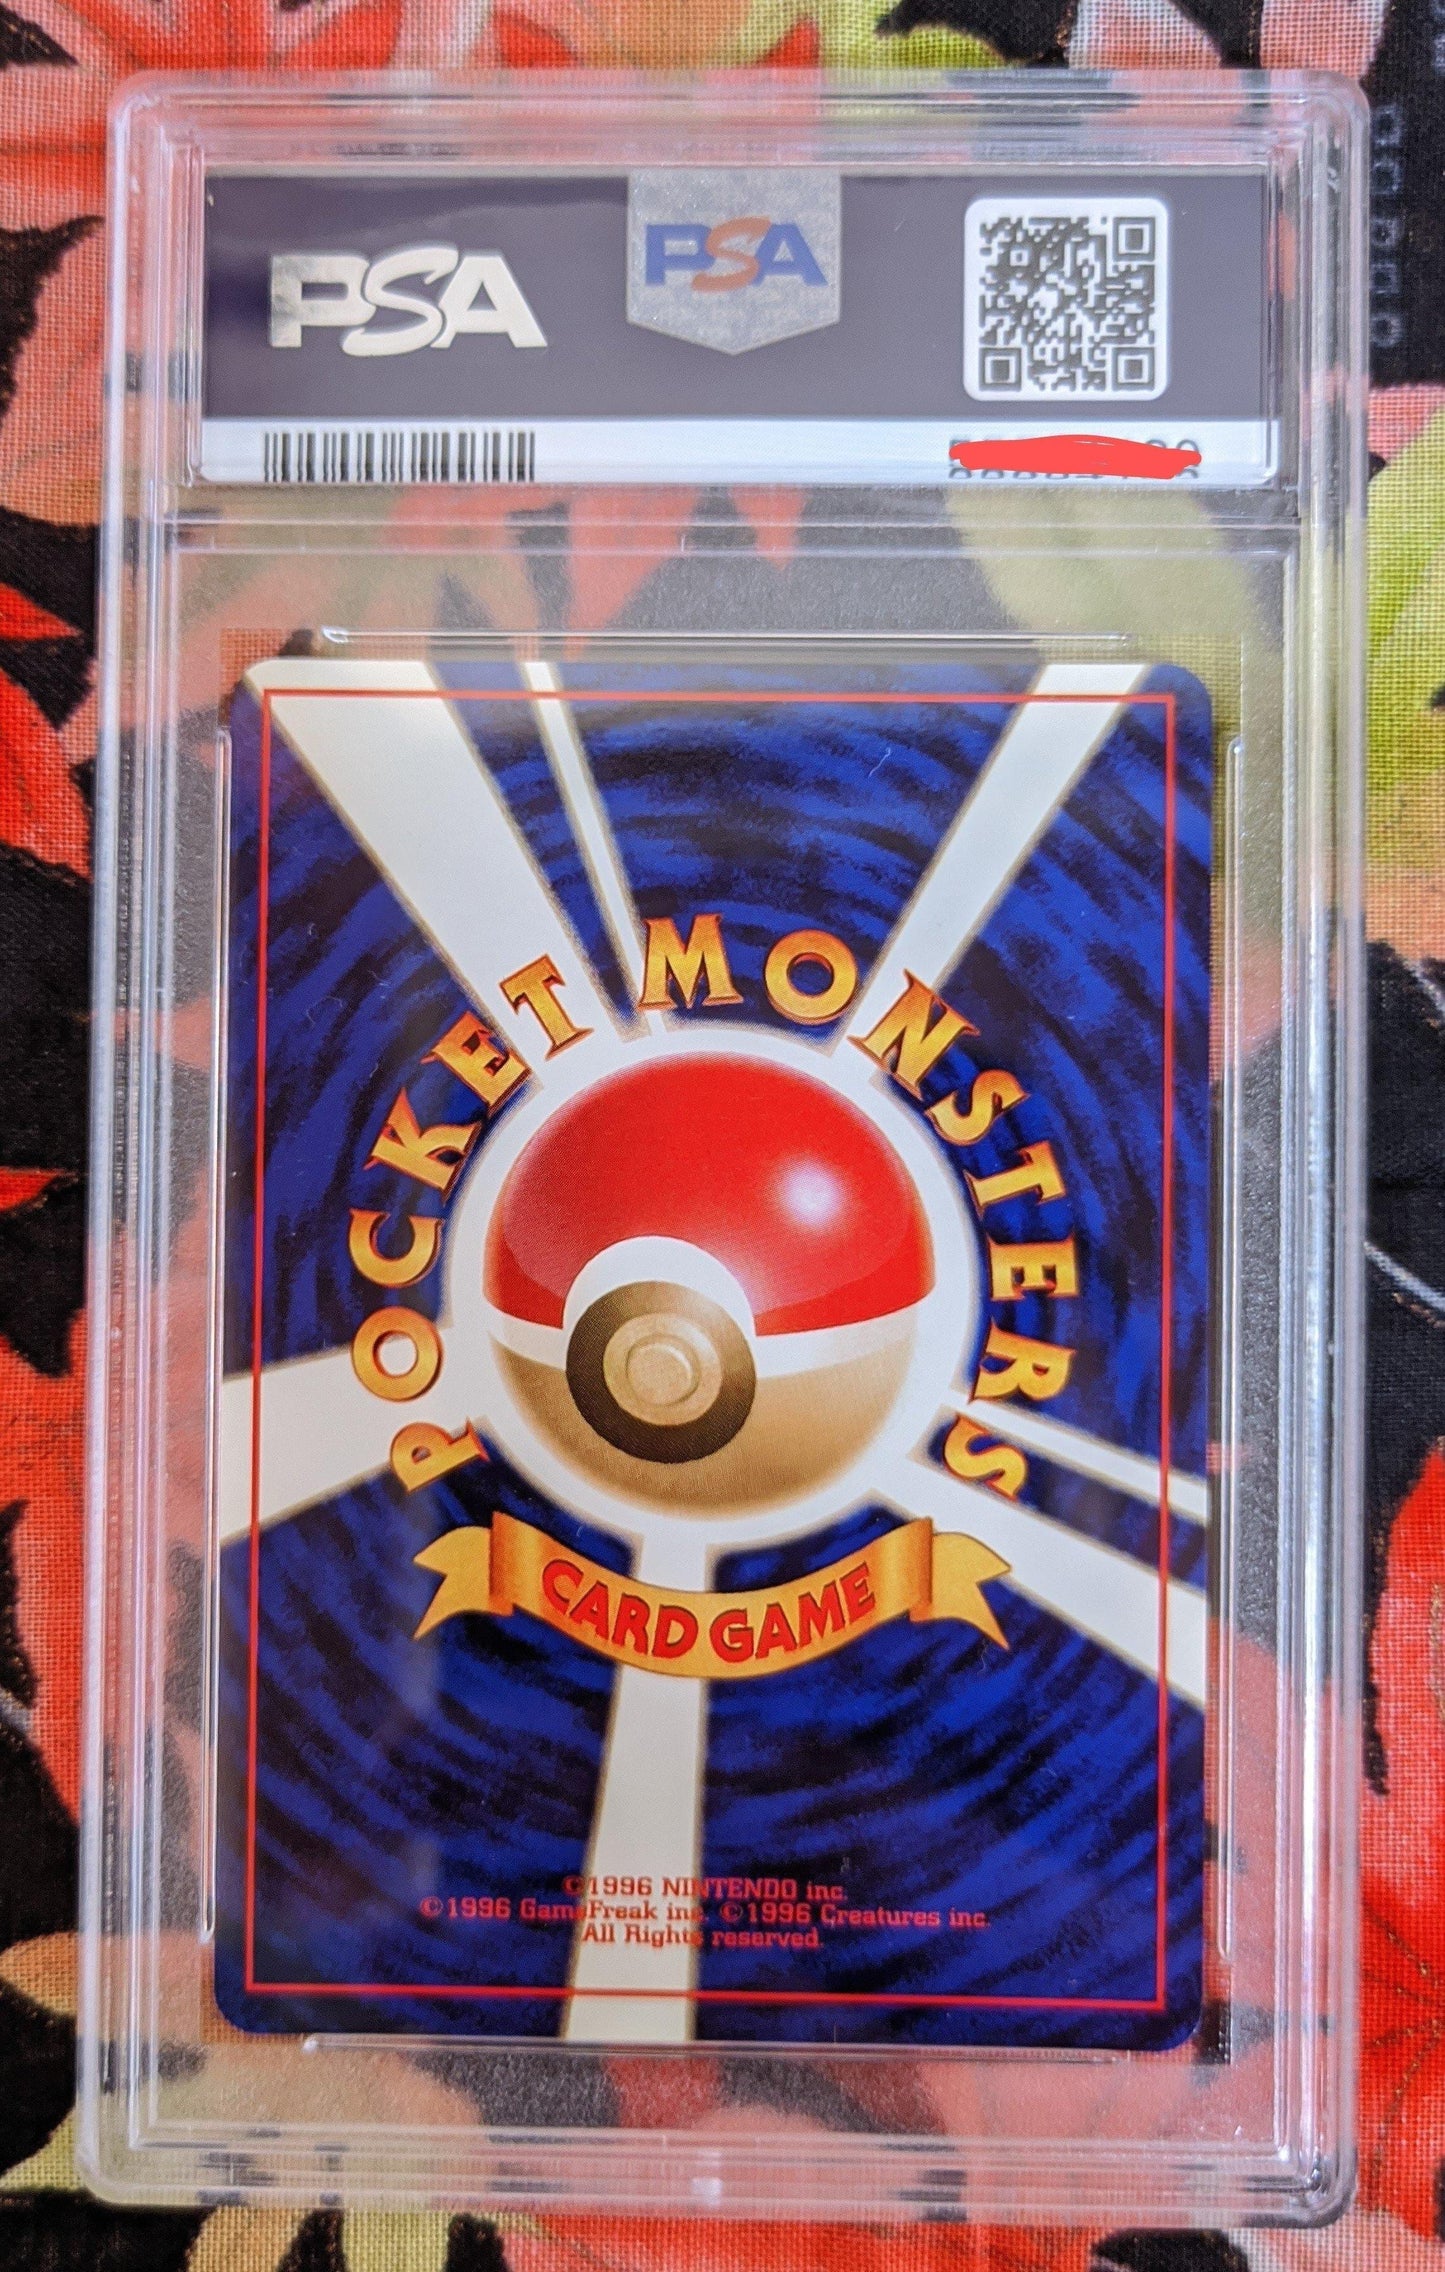 PSA
PSA
POCKET MONSTERS
CARD GAME
©1996 NINTENDO inc.
©1996 GameFreak inc. ©1996 Creatures inc.
All Rights reserved.